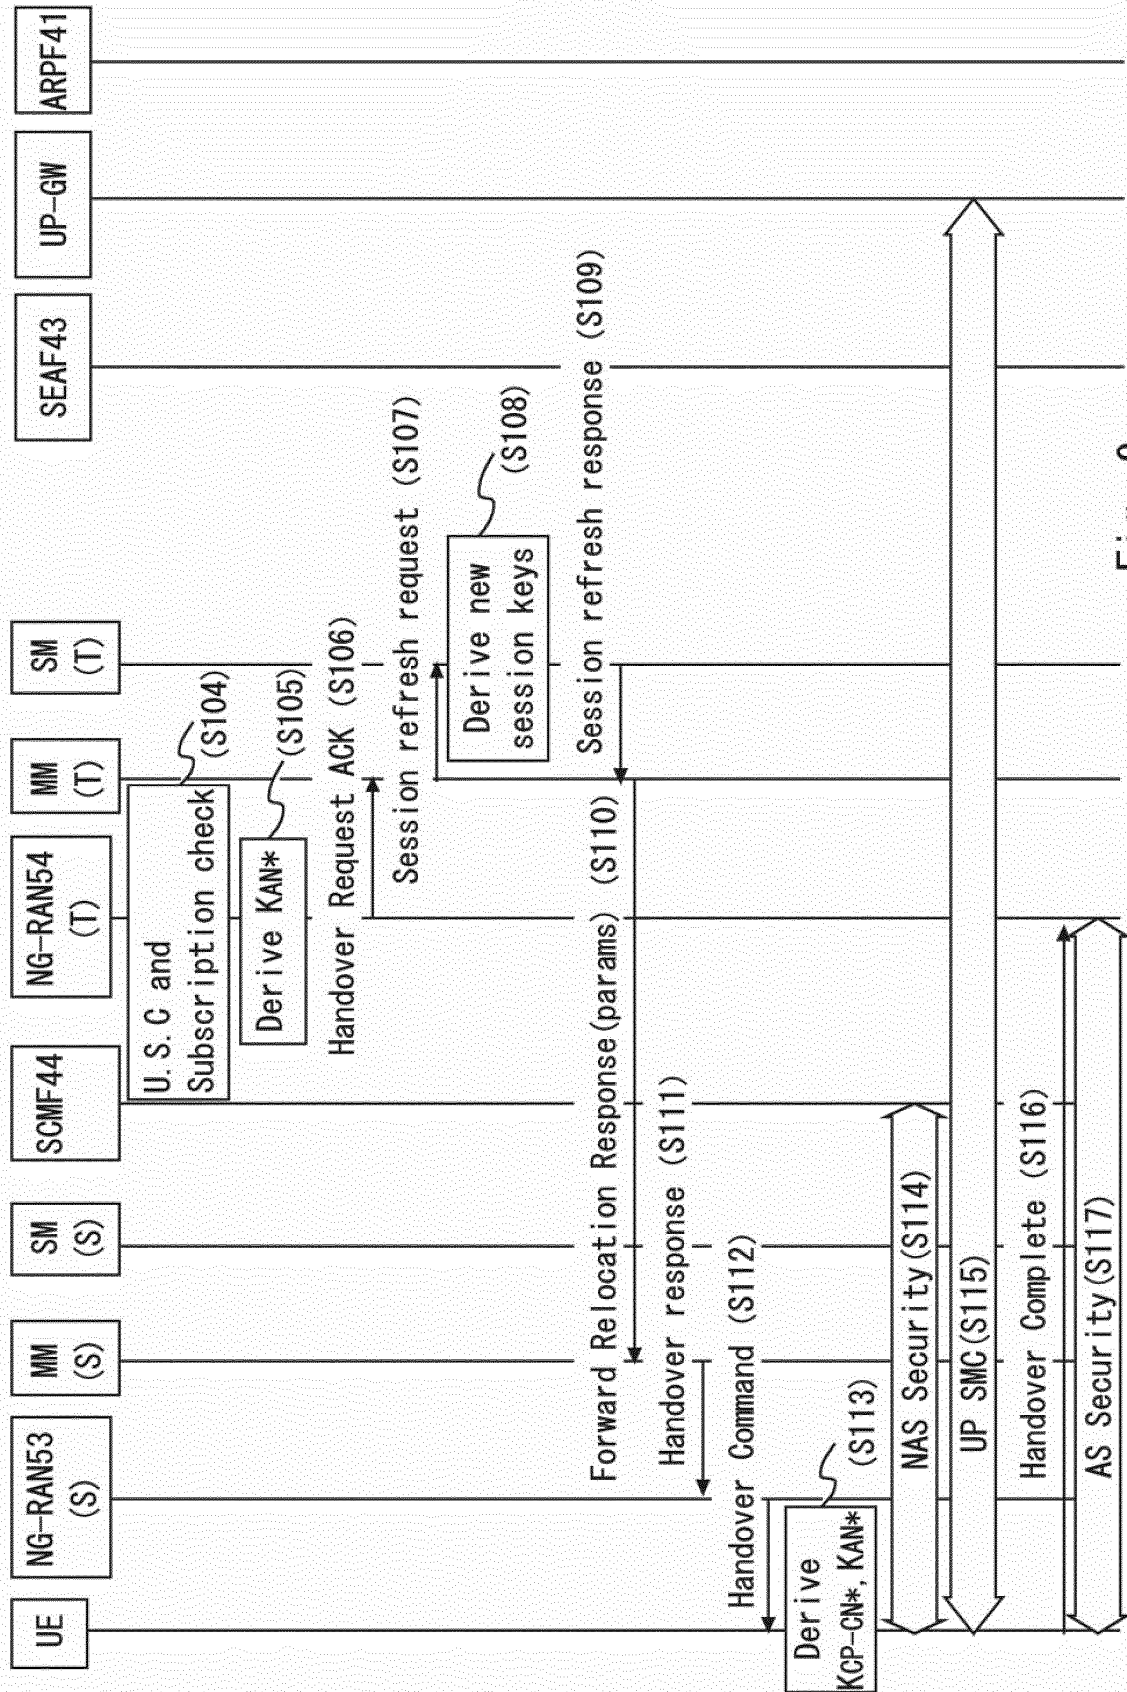 UE
NG-RAN53
(S)
MM
(S)
SM
(S)
SCMF44
NG-RAN54
(T)
MM
(T)
SM
(T)
SEAF43
UP-GW
ARPF41
U.S.C and
Subscription check
(S104)
Derive KAN*
(S105)
Handover Request ACK (S106)
Session refresh request (S107)
Derive new
session keys
(S108)
Session refresh response (S109)
Forward Relocation Response(params) (S110)
Handover response (S111)
Handover Command (S112)
Derive
KCP-CN*, KAN*
(S113)
NAS Security(S114)
UP SMC(S115)
Handover Complete (S116)
AS Security(S117)